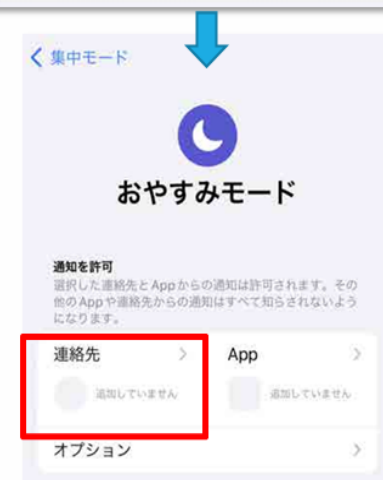 集中モード
おやすみモード
通知を許可
選択した連絡先とAppからの通知は許可されます。その
他のAppや連絡先からの通知はすべて知らされないよう
になります。
連絡先
App
追加していません
追加していません
オプション